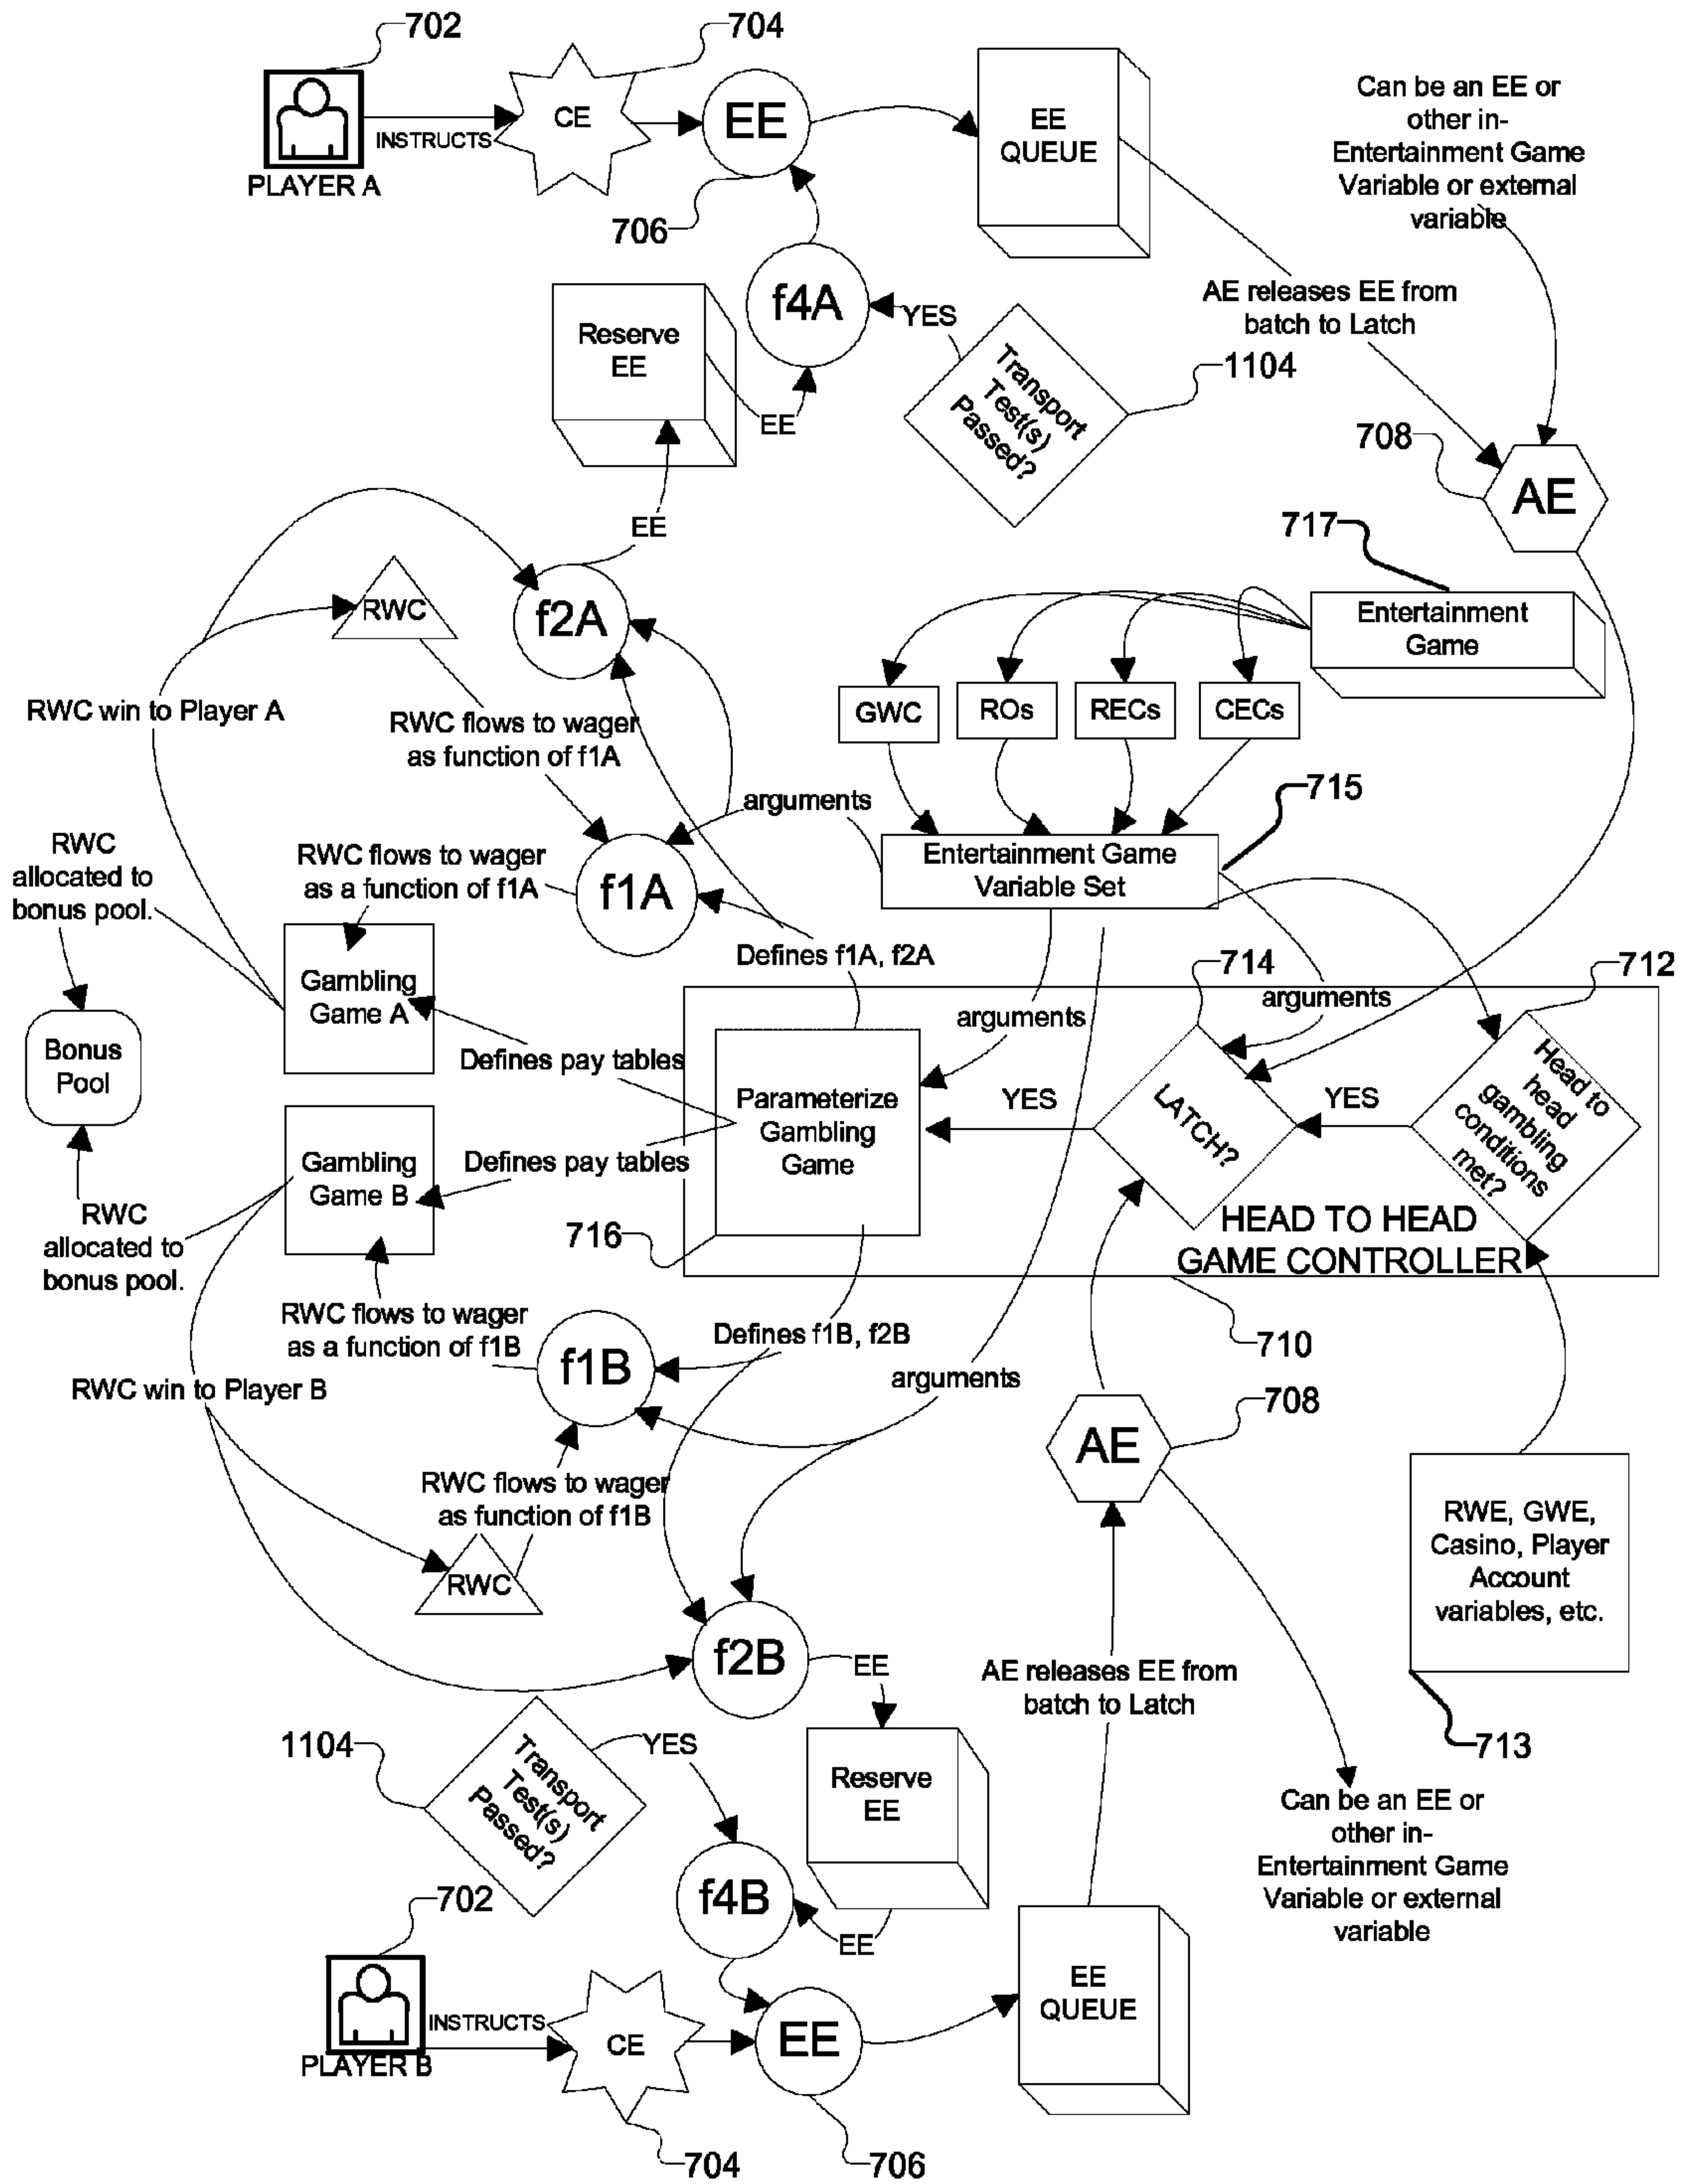 702
704
PLAYER A
INSTRUCTS
CE
EE
706
EE
QUEUE
Can be an EE or
other in-
Entertainment Game
Variable or external
variable
AE releases EE from
batch to Latch
f4A
YES
Transport
Test(s)
Passed?
1104
Reserve
EE
EE
EE
708
AE
717
Entertainment
Game
f2A
RWC
RWC win to Player A
RWC flows to wager
as function of f1A
GWC
ROs
RECs
CECs
arguments
715
Entertainment Game
Variable Set
RWC
allocated to
bonus pool.
RWC flows to wager
as a function of f1A
f1A
Defines f1A, f2A
Gambling
Game A
Bonus
Pool
Defines pay tables
arguments
714
arguments
712
Parameterize
Gambling
Game
YES
LATCH?
YES
Head to
head
gambling
conditions
met?
Gambling
Game B
Defines pay tables
716
HEAD TO HEAD
GAME CONTROLLER
RWC
allocated to
bonus pool.
710
RWC flows to wager
as a function of f1B
f1B
Defines f1B, f2B
arguments
RWC win to Player B
708
AE
RWC flows to wager
as function of f1B
RWC
RWE, GWE,
Casino, Player
Account
variables, etc.
713
f2B
EE
AE releases EE from
batch to Latch
1104
Transport
Test(s)
Passed?
YES
Reserve
EE
Can be an EE or
other in-
Entertainment Game
Variable or external
variable
f4B
EE
702
PLAYER B
INSTRUCTS
CE
EE
EE
QUEUE
704
706